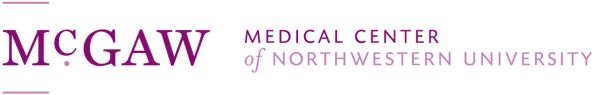 McGAW
MEDICAL CENTER
of NORTHWESTERN UNIVERSITY